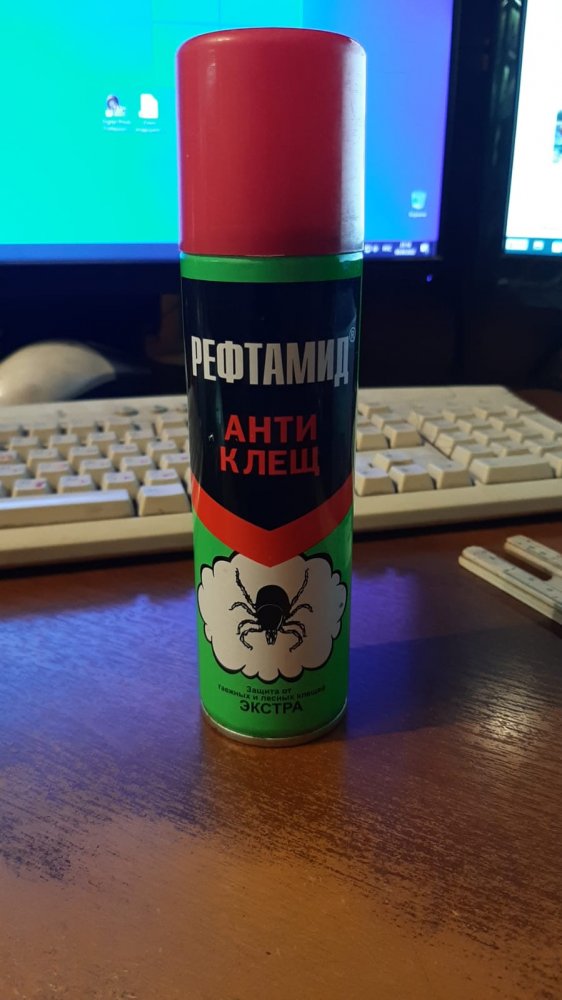 РЕФТАМИД®
АНТИ
КЛЕЩ
Защита от
таежных и лесных клещей
ЭКСТРА